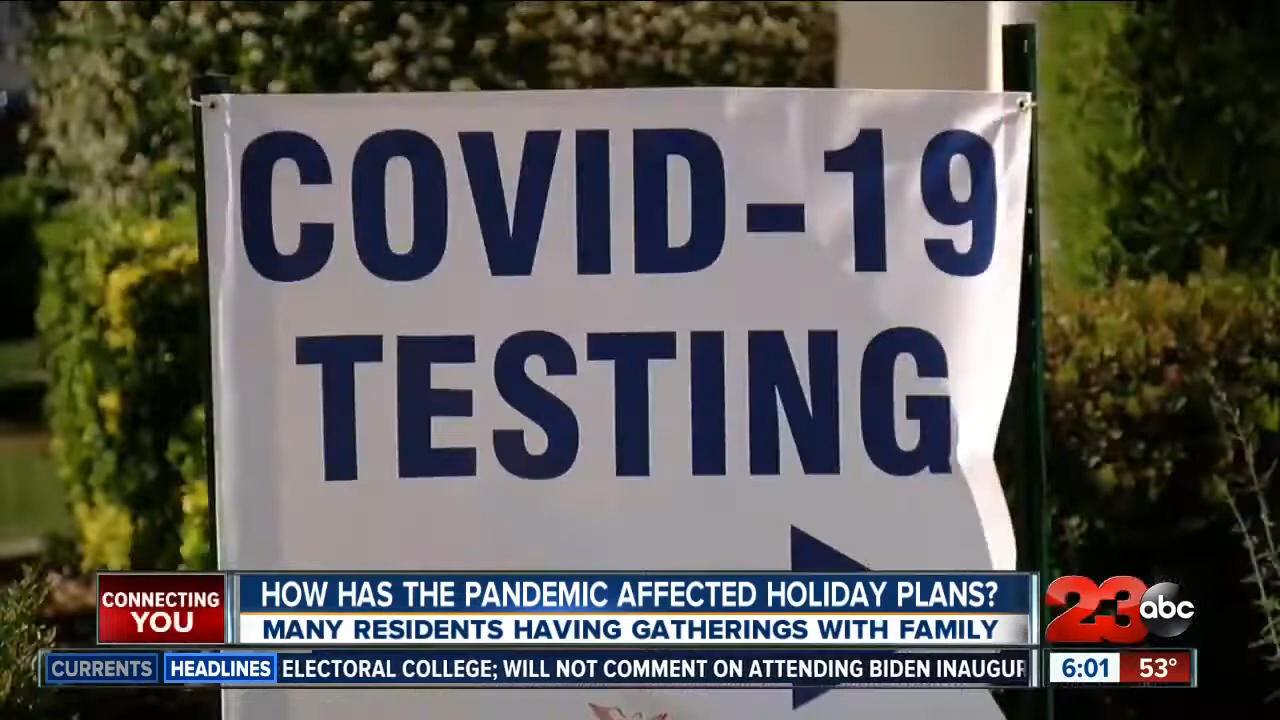 COVID-19
TESTING
CONNECTING
YOU
HOW HAS THE PANDEMIC AFFECTED HOLIDAY PLANS?
MANY RESIDENTS HAVING GATHERINGS WITH FAMILY
23 abc
CURRENTS HEADLINES ELECTORAL COLLEGE; WILL NOT COMMENT ON ATTENDING BIDEN INAUGUR
6:01 53°